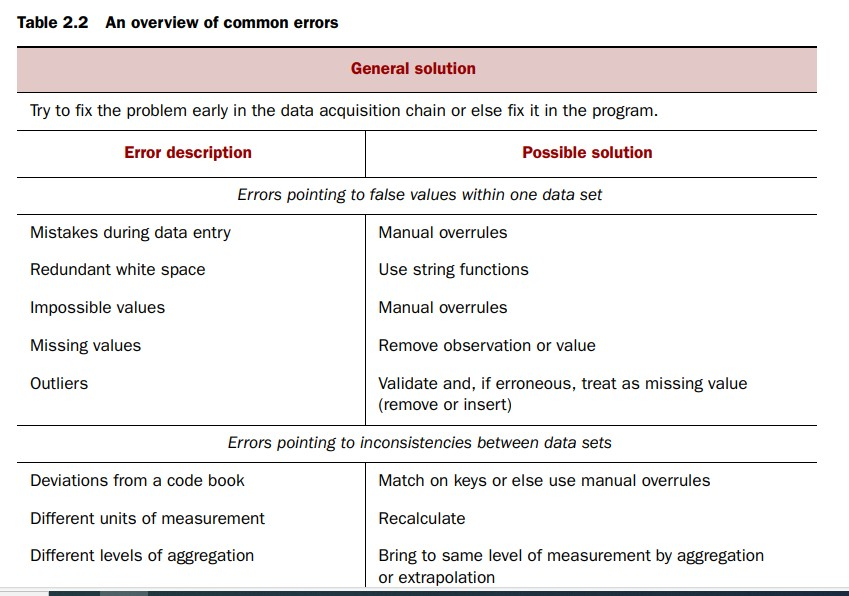 Table 2.2 An overview of common errors
General solution
Try to fix the problem early in the data acquisition chain or else fix it in the program.
Error description Possible solution
Errors pointing to false values within one data set
Mistakes during data entry Manual overrules
Redundant white space Use string functions
Impossible values Manual overrules
Missing values Remove observation or value
Outliers Validate and, if erroneous, treat as missing value
(remove or insert)
Errors pointing to inconsistencies between data sets
Deviations from a code book Match on keys or else use manual overrules
Different units of measurement Recalculate
Different levels of aggregation Bring to same level of measurement by aggregation
or extrapolation